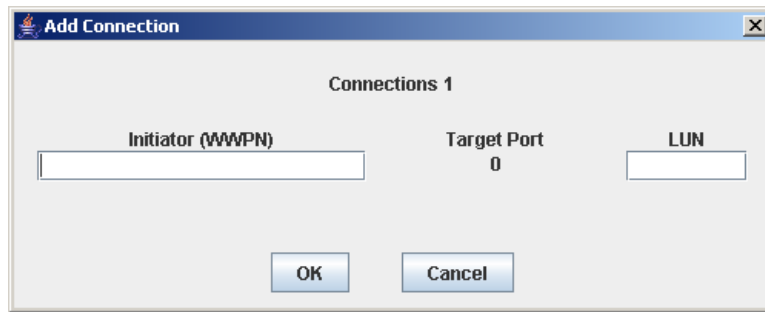 Add Connection
Connections 1
Initiator (WWPN) Target Port LUN
0
OK Cancel